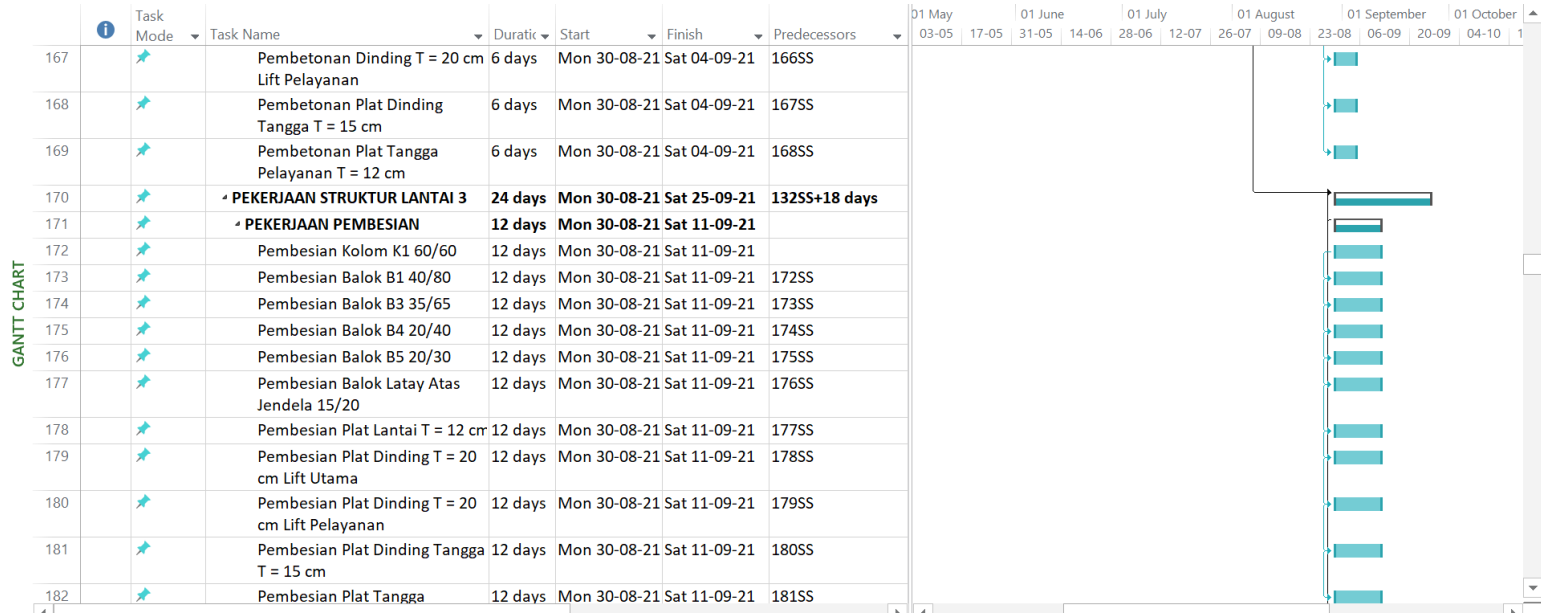 Task
Mode Task Name Duratic Start Finish Predecessors
01 May 01 June 01 July 01 August 01 September 01 October
03-05 17-05 31-05 14-06 28-06 12-07 26-07 09-08 23-08 06-09 20-09 04-10 1
167 Pembetonan Dinding T = 20 cm 6 days Mon 30-08-21 Sat 04-09-21 166SS
Lift Pelayanan
168 Pembetonan Plat Dinding 6 days Mon 30-08-21 Sat 04-09-21 167SS
Tangga T = 15 cm
169 Pembetonan Plat Tangga 6 days Mon 30-08-21 Sat 04-09-21 168SS
Pelayanan T = 12 cm
170 PEKERJAAN STRUKTUR LANTAI 3 24 days Mon 30-08-21 Sat 25-09-21 132SS+18 days
171 PEKERJAAN PEMBESIAN 12 days Mon 30-08-21 Sat 11-09-21
172 Pembesian Kolom K1 60/60 12 days Mon 30-08-21 Sat 11-09-21
173 Pembesian Balok B1 40/80 12 days Mon 30-08-21 Sat 11-09-21 172SS
174 Pembesian Balok B3 35/65 12 days Mon 30-08-21 Sat 11-09-21 173SS
175 Pembesian Balok B4 20/40 12 days Mon 30-08-21 Sat 11-09-21 174SS
176 Pembesian Balok B5 20/30 12 days Mon 30-08-21 Sat 11-09-21 175SS
177 Pembesian Balok Latay Atas 12 days Mon 30-08-21 Sat 11-09-21 176SS
Jendela 15/20
178 Pembesian Plat Lantai T = 12 cm 12 days Mon 30-08-21 Sat 11-09-21 177SS
179 Pembesian Plat Dinding T = 20 12 days Mon 30-08-21 Sat 11-09-21 178SS
cm Lift Utama
180 Pembesian Plat Dinding T = 20 12 days Mon 30-08-21 Sat 11-09-21 179SS
cm Lift Pelayanan
181 Pembesian Plat Dinding Tangga 12 days Mon 30-08-21 Sat 11-09-21 180SS
T = 15 cm
182 Pembesian Plat Tangga 12 days Mon 30-08-21 Sat 11-09-21 181SS
GANTT CHART